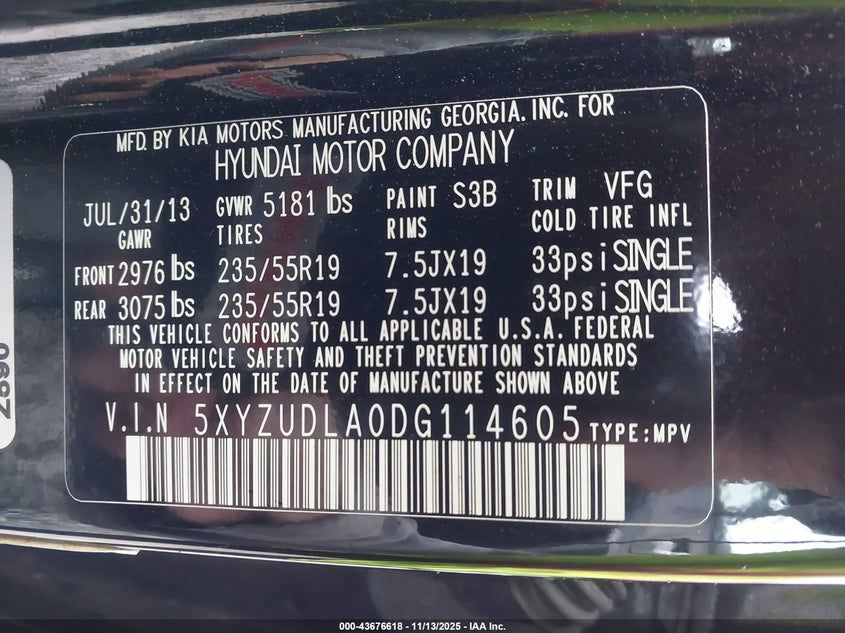 MFD. BY KIA MOTORS MANUFACTURING GEORGIA. INC. FOR
HYUNDAI MOTOR COMPANY
JUL/31/13 GVWR 5181 lbs PAINT S3B TRIM VFG
GAWR TIRES RIMS COLD TIRE INFL
FRONT 2976 lbs 235/55R19 7.5JX19 33psi SINGLE
REAR 3075 lbs 235/55R19 7.5JX19 33psi SINGLE
THIS VEHICLE CONFORMS TO ALL APPLICABLE U.S.A. FEDERAL
MOTOR VEHICLE SAFETY AND THEFT PREVENTION STANDARDS
IN EFFECT ON THE DATE OF MANUFACTURE SHOWN ABOVE
V.I.N 5XYZUDLA0DG114605 TYPE:MPV
000-43676618 - 11/13/2025 - IAA Inc.